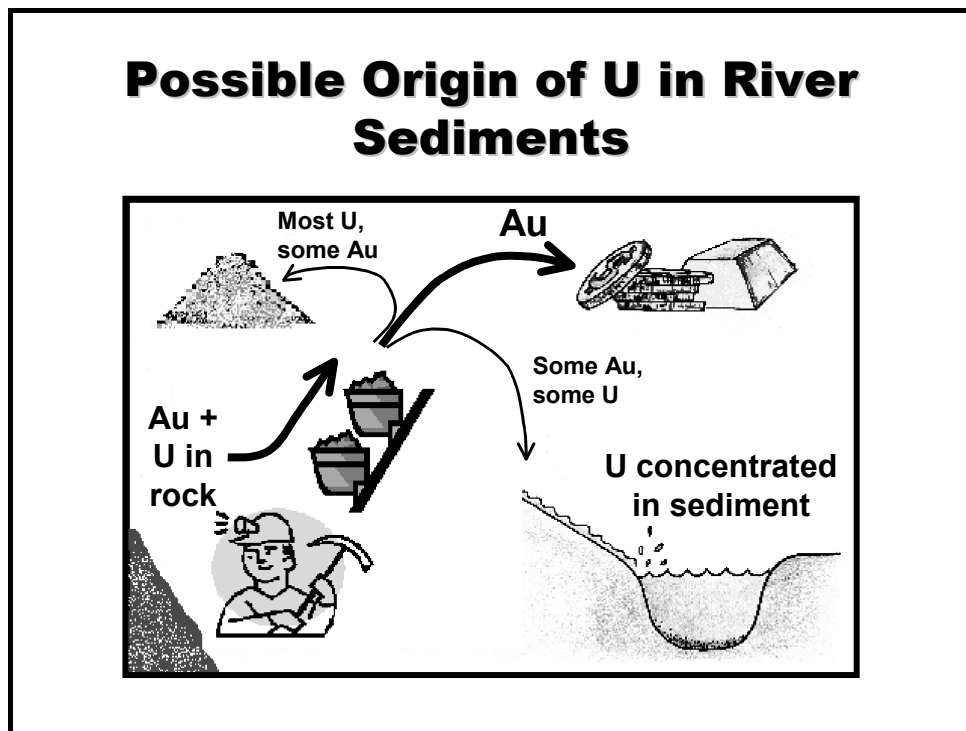 Possible Origin of U in River
Sediments
Most U,
some Au
Au
Some Au,
some U
Au +
U in
rock
U concentrated
in sediment